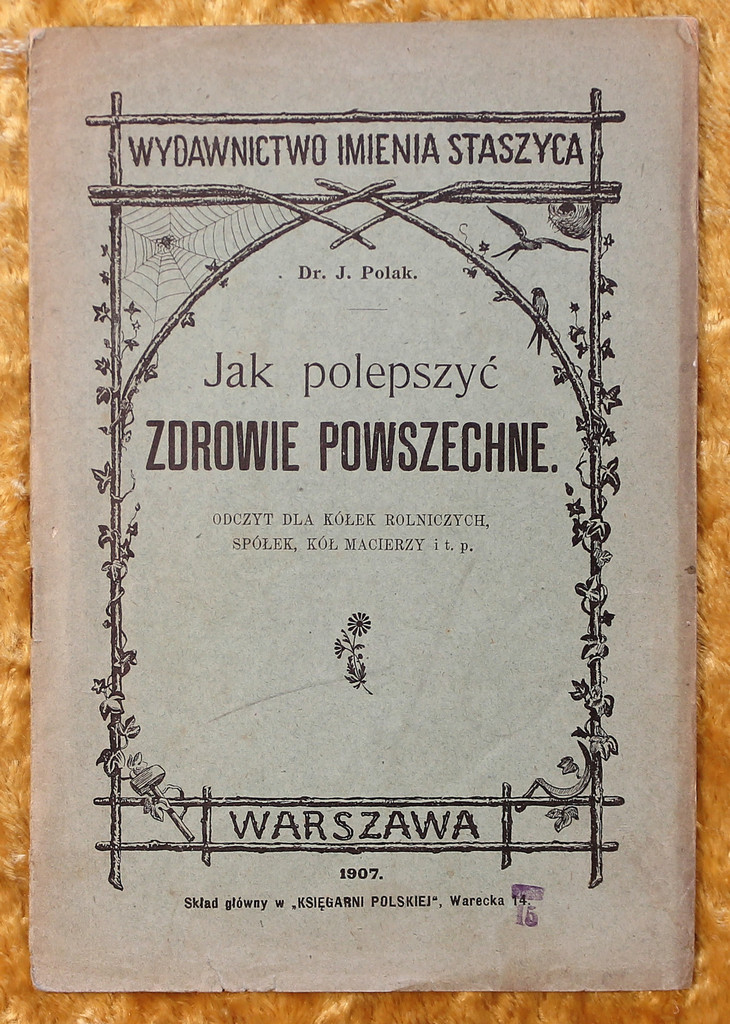 WYDAWNICTWO IMIENIA STASZYCA
Dr. J. Polak.
Jak polepszyć
ZDROWIE POWSZECHNE.
ODCZYT DLA KÓŁEK ROLNICZYCH,
SPÓŁEK, KÓŁ MACIERZY i t. p.
WARSZAWA
1907.
Skład główny w „KSIĘGARNI POLSKIEJ", Warecka 14.
15